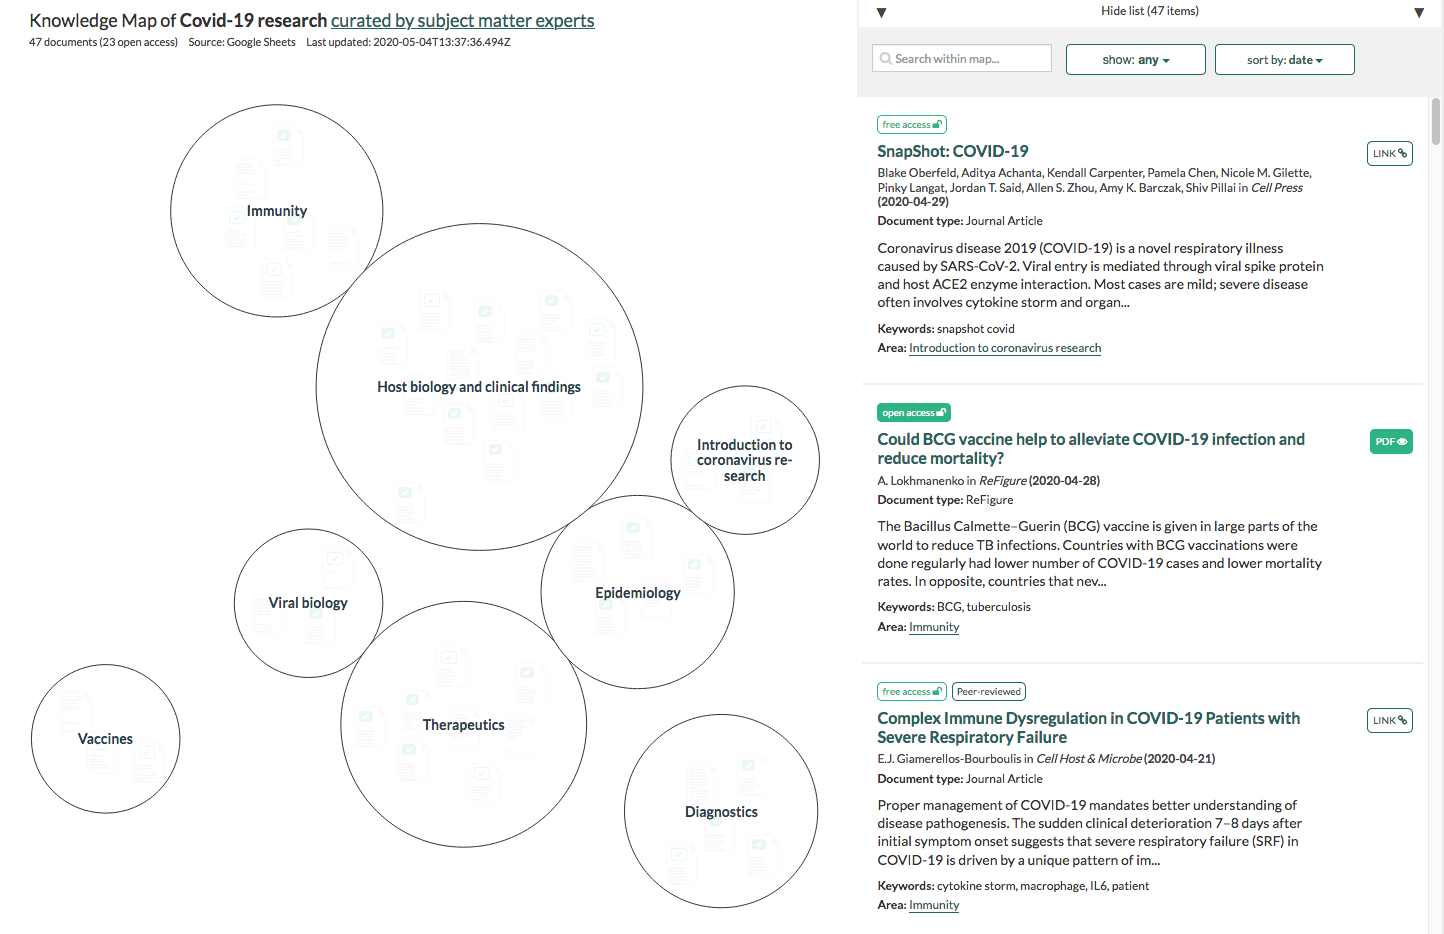 Knowledge Map of Covid-19 research curated by subject matter experts
47 documents (23 open access) Source: Google Sheets Last updated: 2020-05-04T13:37:36.494Z
Immunity
Host biology and clinical findings
Introduction to
coronavirus re-
search
Viral biology
Epidemiology
Therapeutics
Vaccines
Diagnostics
Hide list (47 items)
Search within map...
show: any
sort by: date
free access
SnapShot: COVID-19
LINK
Blake Oberfeld, Aditya Achanta, Kendall Carpenter, Pamela Chen, Nicole M. Gilette,
Pinky Langat, Jordan T. Said, Allen S. Zhou, Amy K. Barczak, Shiv Pillai in Cell Press
(2020-04-29)
Document type: Journal Article
Coronavirus disease 2019 (COVID-19) is a novel respiratory illness
caused by SARS-CoV-2. Viral entry is mediated through viral spike protein
and host ACE2 enzyme interaction. Most cases are mild; severe disease
often involves cytokine storm and organ...
Keywords: snapshot covid
Area: Introduction to coronavirus research
open access
Could BCG vaccine help to alleviate COVID-19 infection and
reduce mortality?
PDF
A. Lokhmanenko in ReFigure (2020-04-28)
Document type: ReFigure
The Bacillus Calmette–Guerin (BCG) vaccine is given in large parts of the
world to reduce TB infections. Countries with BCG vaccinations were
done regularly had lower number of COVID-19 cases and lower mortality
rates. In opposite, countries that nev...
Keywords: BCG, tuberculosis
Area: Immunity
free access Peer-reviewed
Complex Immune Dysregulation in COVID-19 Patients with
Severe Respiratory Failure
LINK
E.J. Giamerellos-Bourboulis in Cell Host & Microbe (2020-04-21)
Document type: Journal Article
Proper management of COVID-19 mandates better understanding of
disease pathogenesis. The sudden clinical deterioration 7–8 days after
initial symptom onset suggests that severe respiratory failure (SRF) in
COVID-19 is driven by a unique pattern of im...
Keywords: cytokine storm, macrophage, IL6, patient
Area: Immunity